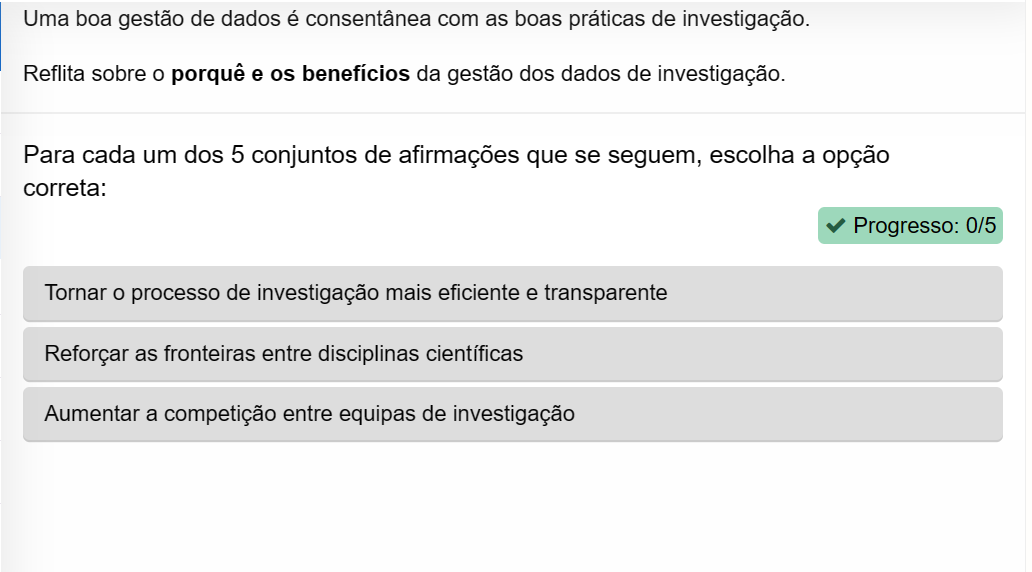 Uma boa gestão de dados é consentânea com as boas práticas de investigação.
Reflita sobre o porquê e os benefícios da gestão dos dados de investigação.
Para cada um dos 5 conjuntos de afirmações que se seguem, escolha a opção
correta:
✔ Progresso: 0/5
Tornar o processo de investigação mais eficiente e transparente
Reforçar as fronteiras entre disciplinas científicas
Aumentar a competição entre equipas de investigação